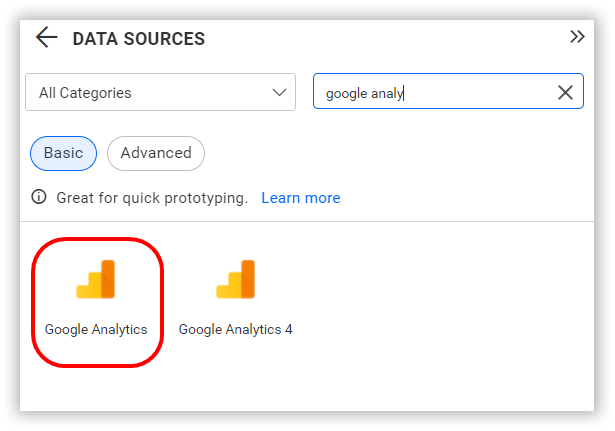 DATA SOURCES
All Categories
google analy
Basic
Advanced
Great for quick prototyping. Learn more
Google Analytics
Google Analytics 4